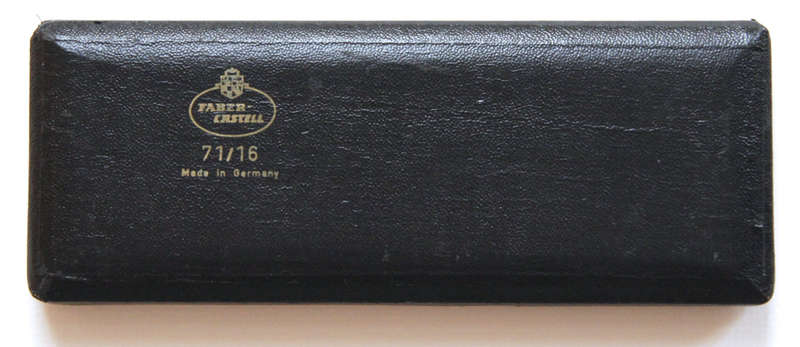 FABER-
CASTELL
71/16
Made in Germany